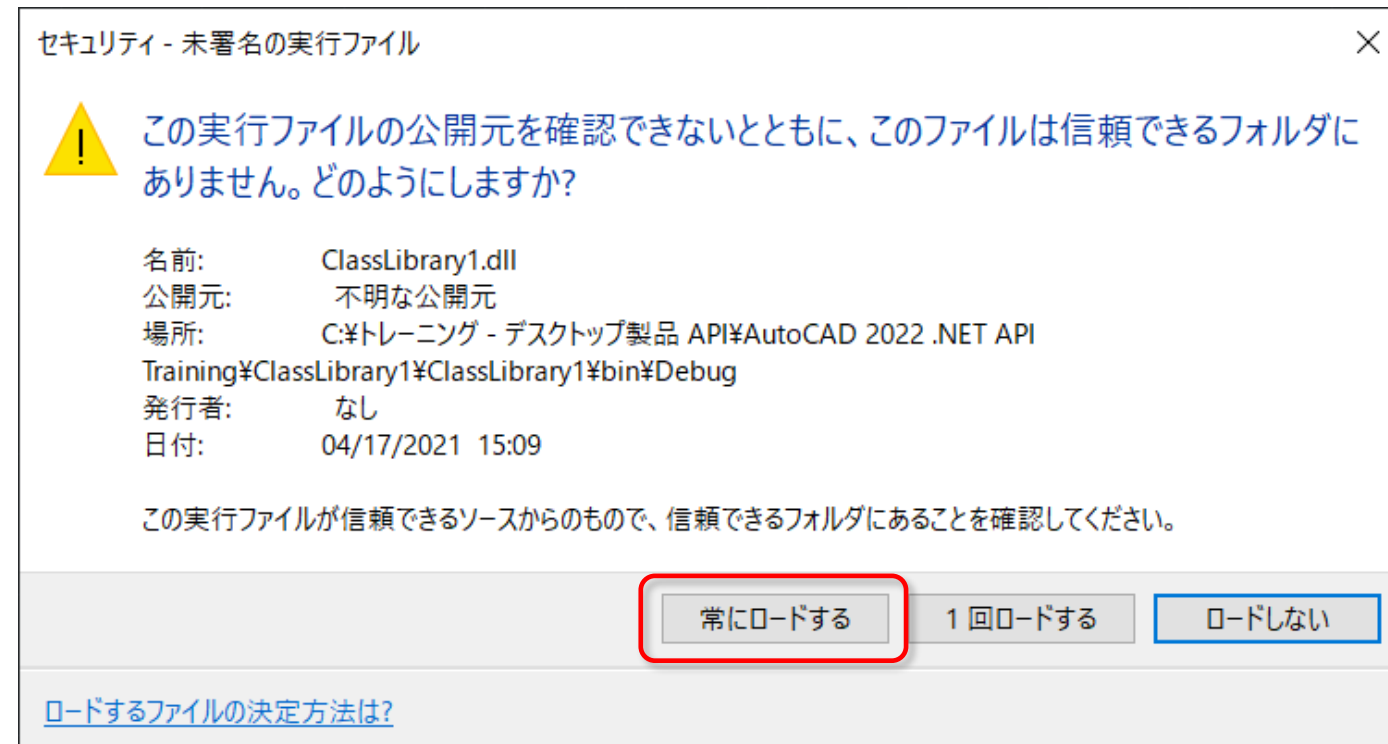 セキュリティ - 未署名の実行ファイル
この実行ファイルの公開元を確認できないとともに、このファイルは信頼できるフォルダに
ありません。どのようにしますか?
名前: ClassLibrary1.dll
公開元: 不明な公開元
場所: C:¥トレーニング - デスクトップ製品 API¥AutoCAD 2022 .NET API
Training¥ClassLibrary1¥ClassLibrary1¥bin¥Debug
発行者: なし
日付: 04/17/2021 15:09
この実行ファイルが信頼できるソースからのもので、信頼できるフォルダにあることを確認してください。
常にロードする 1 回ロードする ロードしない
ロードするファイルの決定方法は?